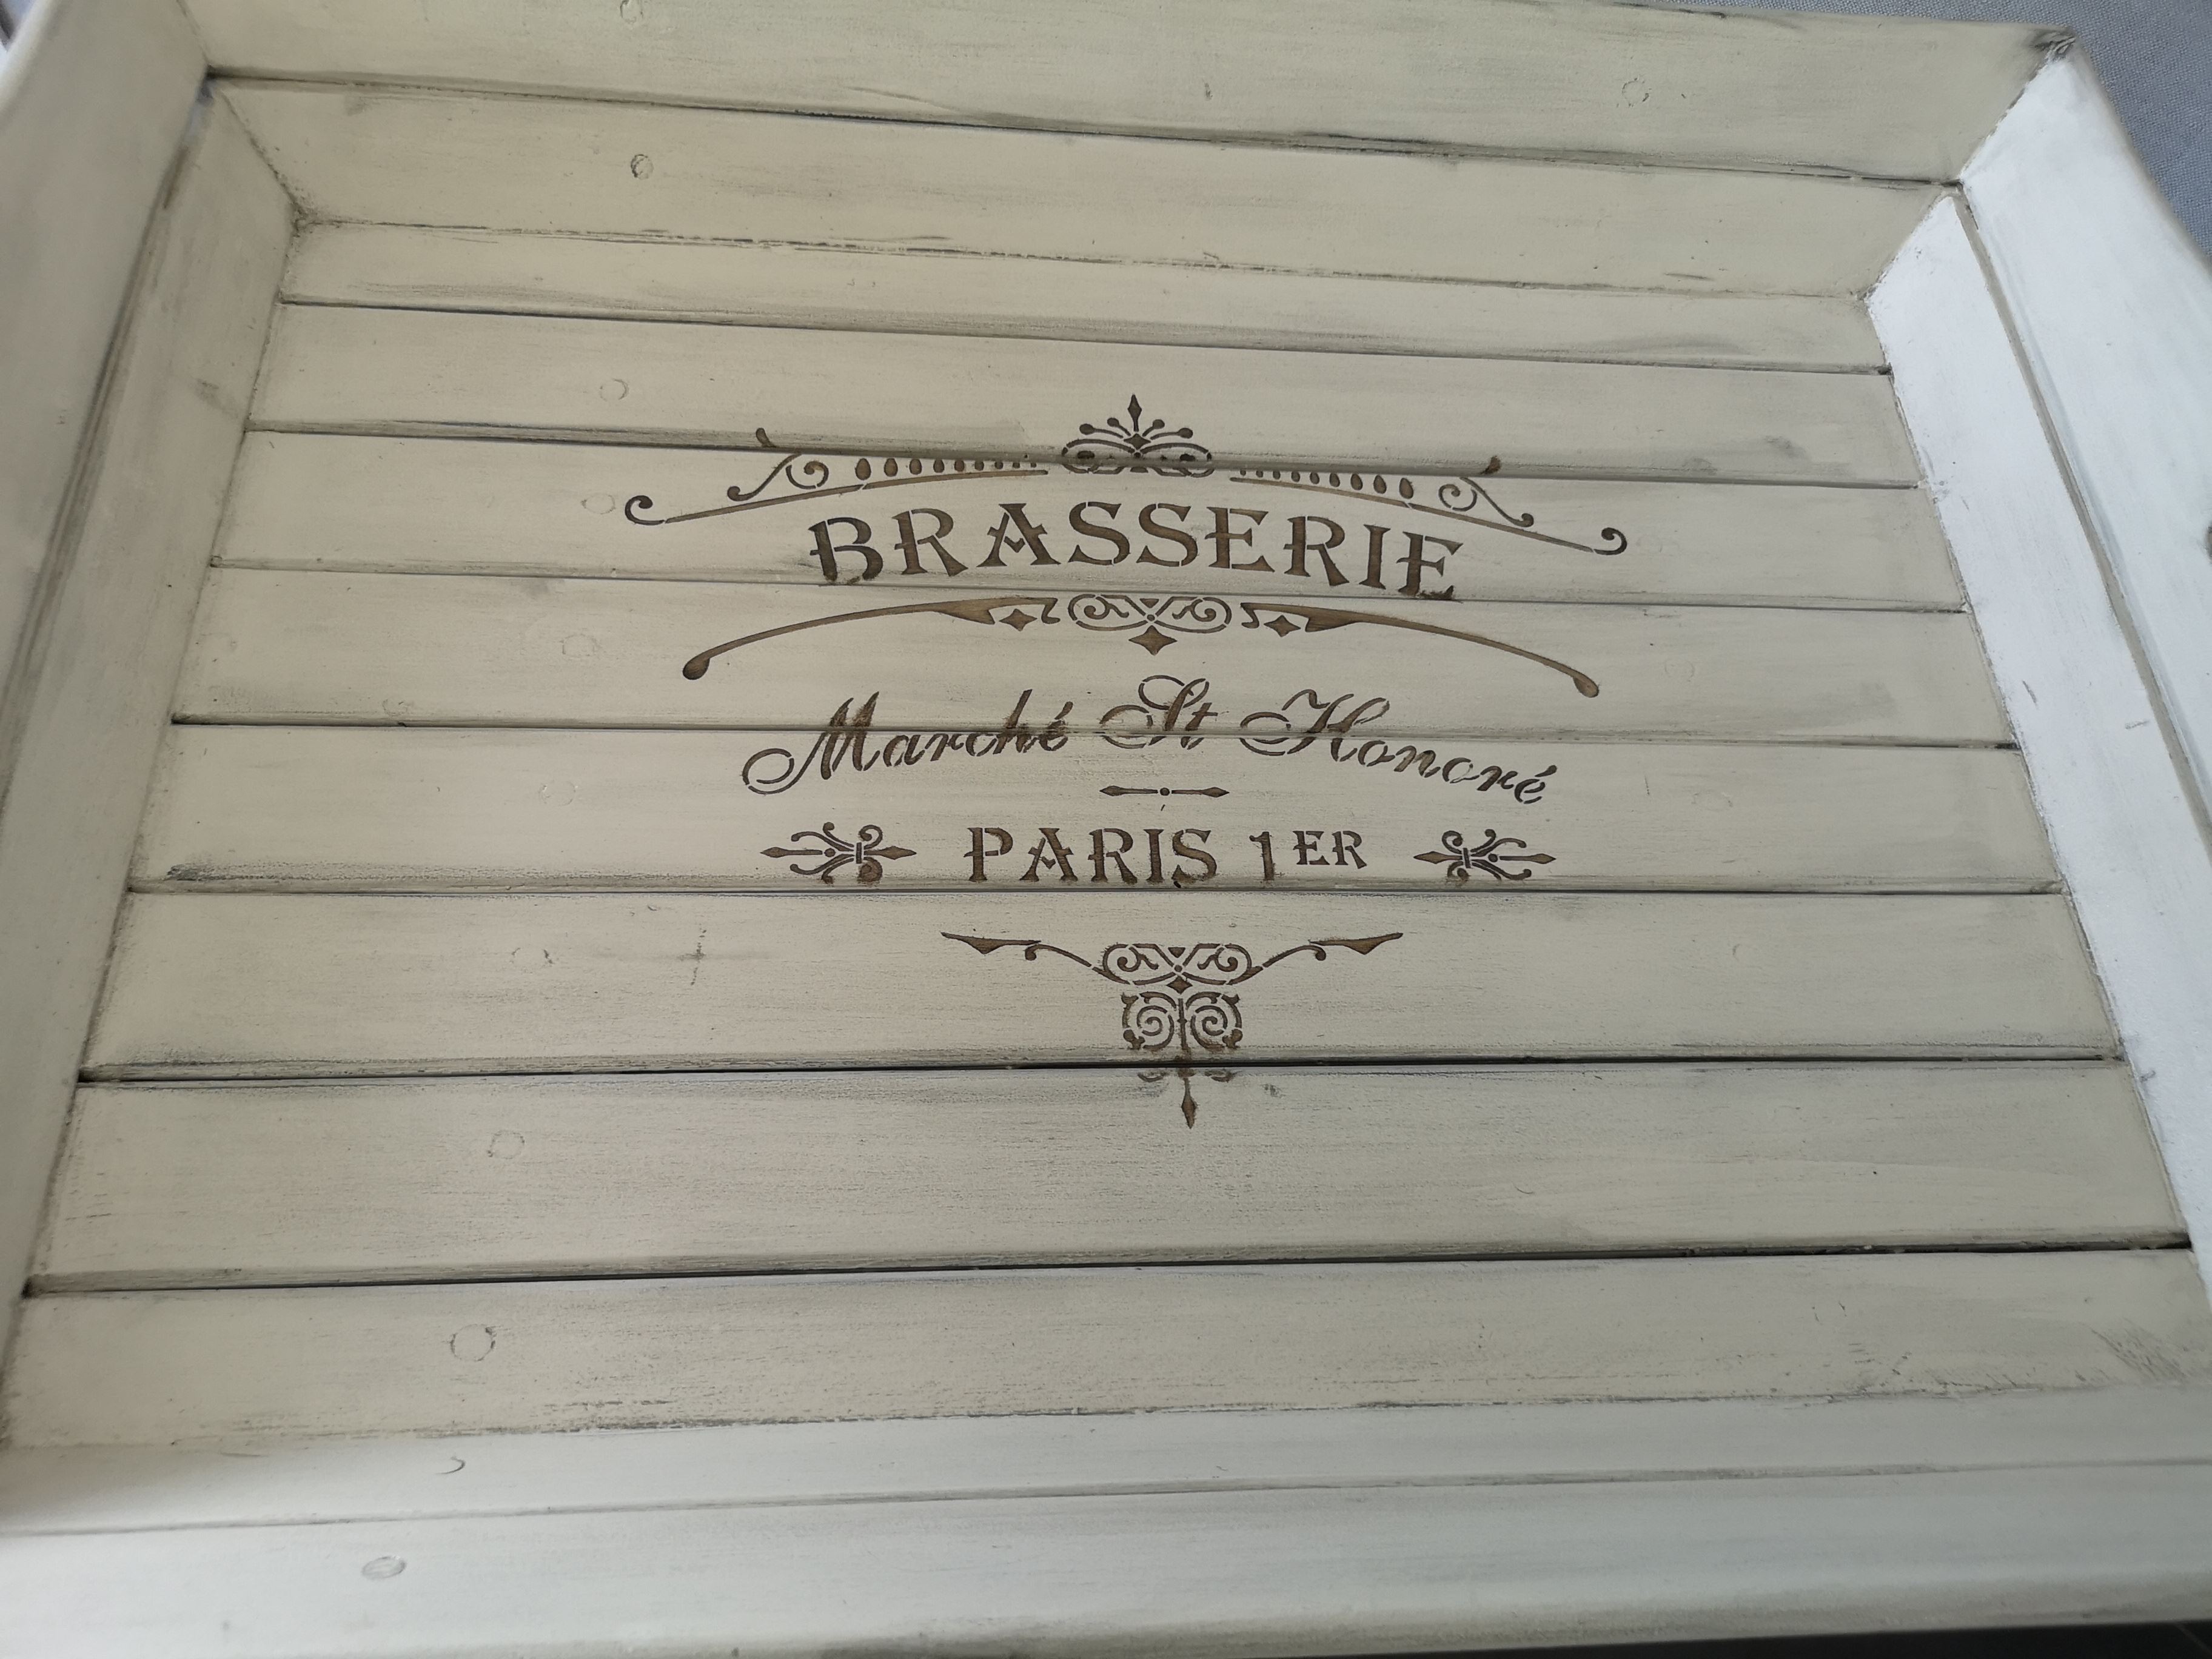 BRASSERIE
Marché St Honoré
PARIS 1ER